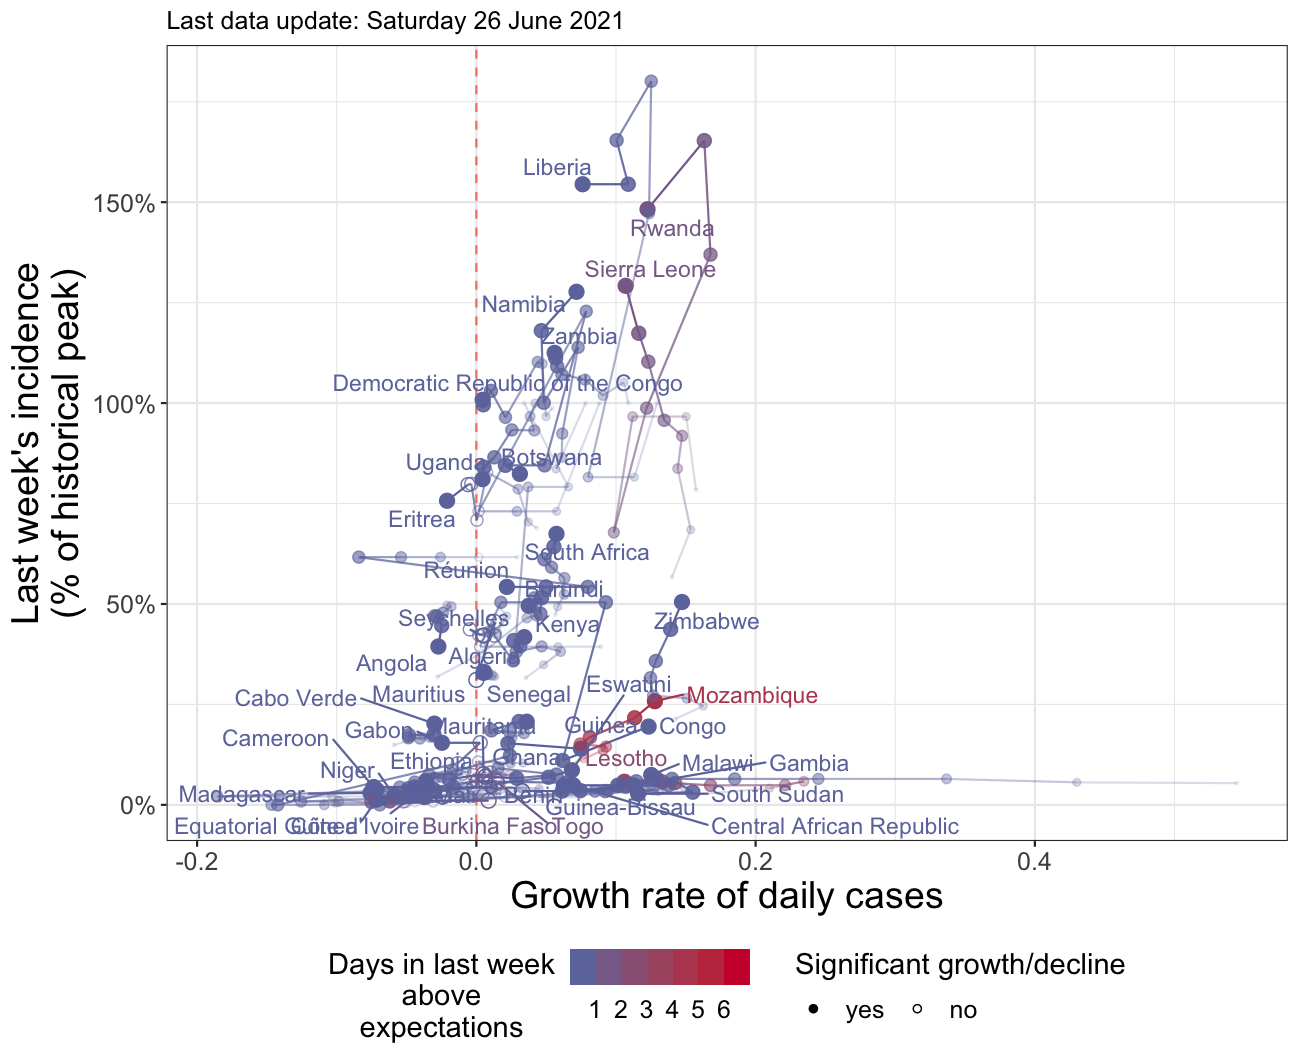 Last data update: Saturday 26 June 2021
Last week's incidence
(% of historical peak)
150%
100%
50%
0%
Liberia
Rwanda
Sierra Leone
Namibia
Zambia
Democratic Republic of the Congo
Uganda
Botswana
Eritrea
South Africa
Réunion
Burundi
Seychelles
Kenya
Zimbabwe
Angola
Algeria
Eswatini
Cabo Verde
Mauritius
Senegal
Mozambique
Gabon
Mauritania
Guinea
Congo
Cameroon
Ethiopia
Ghana
Lesotho
Malawi
Gambia
Niger
Madagascar
Benin
Guinea-Bissau
South Sudan
Equatorial Guinea
Côte d'Ivoire
Burkina Faso
Togo
Central African Republic
-0.2
0.0
0.2
0.4
Growth rate of daily cases
Days in last week
above
expectations
1 2 3 4 5 6
Significant growth/decline
yes
no